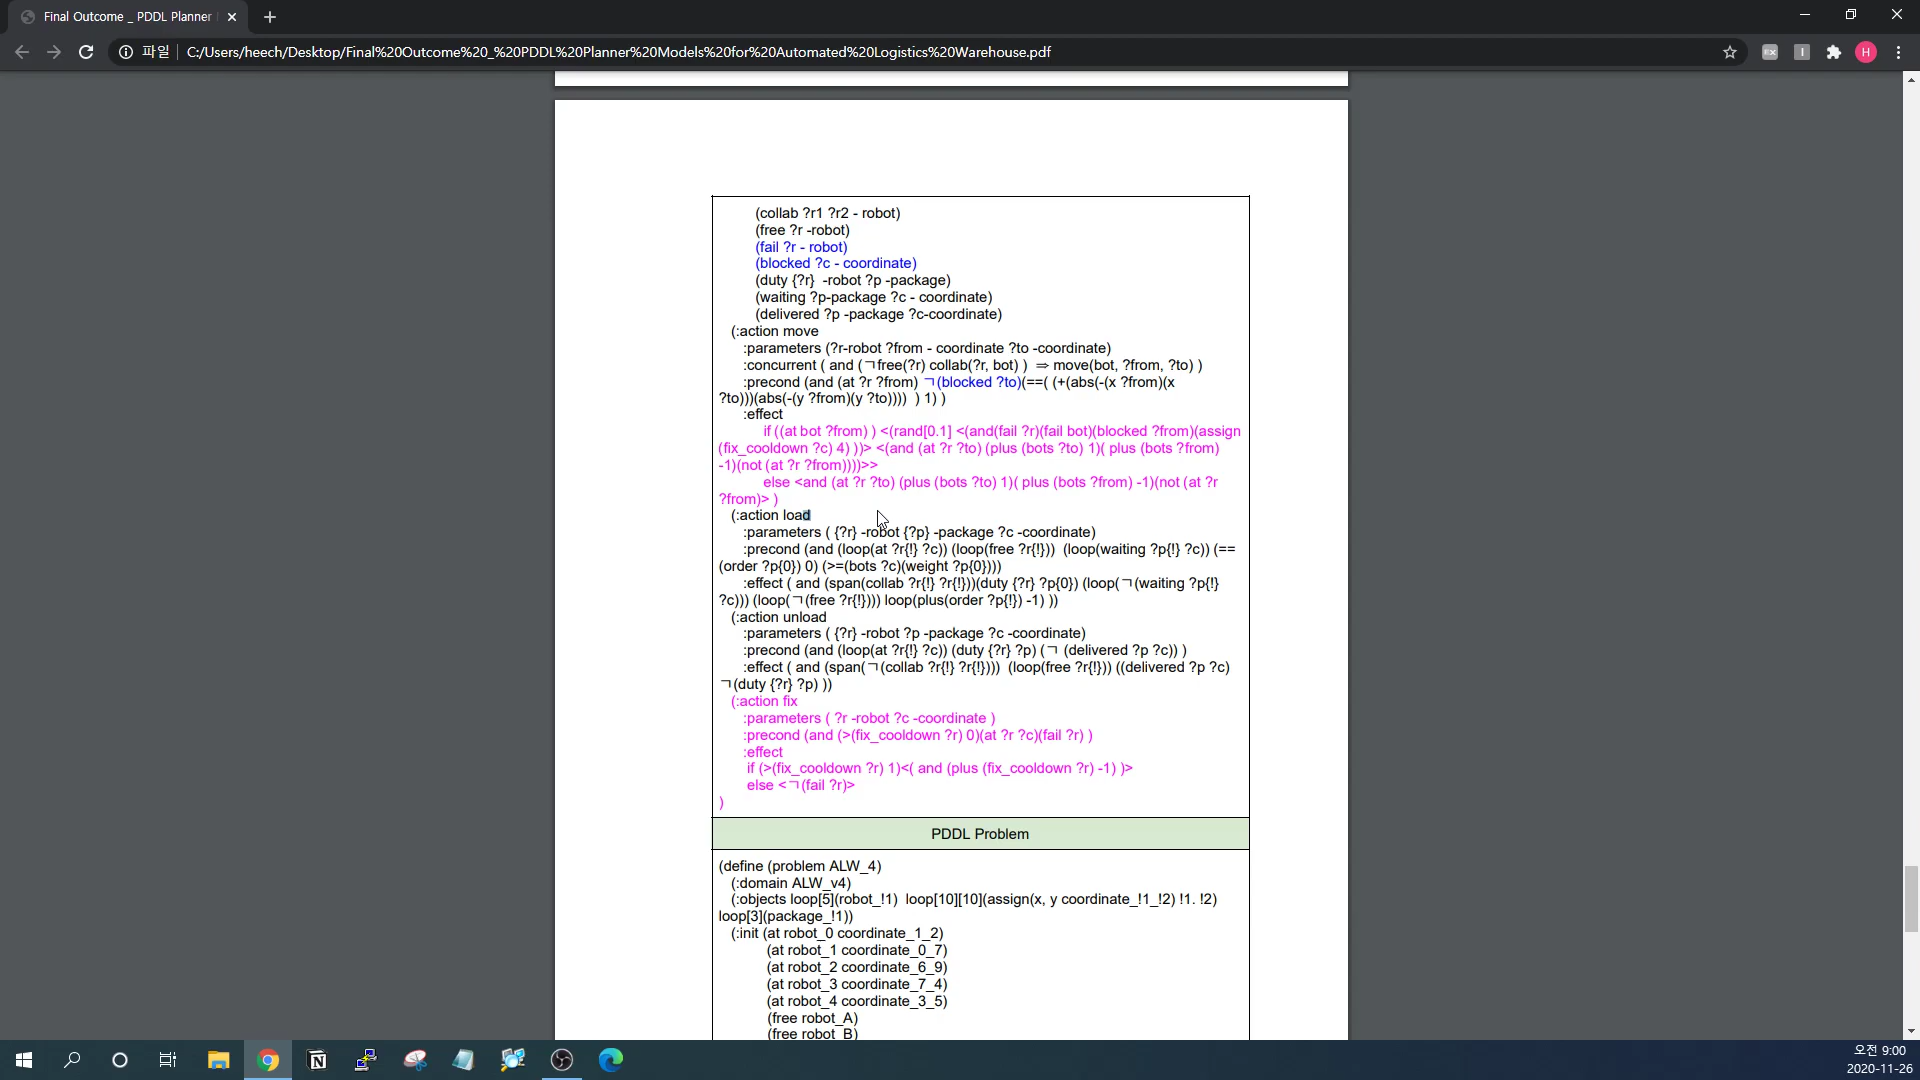 Final Outcome _ PDDL Planner
파일
C:/Users/heech/Desktop/Final%20Outcome%20_%20PDDL%20Planner%20Models%20for%20Automated%20Logistics%20Warehouse.pdf
EX
I
H
(collab ?r1 ?r2 - robot)
(free ?r -robot)
(fail ?r - robot)
(blocked ?c - coordinate)
(duty {?r}  -robot ?p -package)
(waiting ?p-package ?c - coordinate)
(delivered ?p -package ?c-coordinate)
(:action move
:parameters (?r-robot ?from - coordinate ?to -coordinate)
:concurrent ( and (ㄱfree(?r) collab(?r, bot) )  ⇒ move(bot, ?from, ?to) )
:precond (and (at ?r ?from) ㄱ(blocked ?to)(==( (+(abs(-(x ?from)(x
?to)))(abs(-(y ?from)(y ?to))))  ) 1) )
:effect
if ((at bot ?from) ) <(rand[0.1] <(and(fail ?r)(fail bot)(blocked ?from)(assign
(fix_cooldown ?c) 4) ))> <(and (at ?r ?to) (plus (bots ?to) 1)( plus (bots ?from)
-1)(not (at ?r ?from))))>>
else <and (at ?r ?to) (plus (bots ?to) 1)( plus (bots ?from) -1)(not (at ?r
?from)> )
(:action load
:parameters ( {?r} -robot {?p} -package ?c -coordinate)
:precond (and (loop(at ?r{!} ?c)) (loop(free ?r{!}))  (loop(waiting ?p{!} ?c)) (==
(order ?p{0}) 0) (>=(bots ?c)(weight ?p{0})))
:effect ( and (span(collab ?r{!} ?r{!}))(duty {?r} ?p{0}) (loop(ㄱ(waiting ?p{!}
?c))) (loop(ㄱ(free ?r{!}))) loop(plus(order ?p{!}) -1) ))
(:action unload
:parameters ( {?r} -robot ?p -package ?c -coordinate)
:precond (and (loop(at ?r{!} ?c)) (duty {?r} ?p) (ㄱ (delivered ?p ?c)) )
:effect ( and (span(ㄱ(collab ?r{!} ?r{!})))  (loop(free ?r{!})) ((delivered ?p ?c)
ㄱ(duty {?r} ?p) ))
(:action fix
:parameters ( ?r -robot ?c -coordinate )
:precond (and (>(fix_cooldown ?r) 0)(at ?r ?c)(fail ?r) )
:effect
if (>(fix_cooldown ?r) 1)<( and (plus (fix_cooldown ?r) -1) )>
else <ㄱ(fail ?r)>
)
PDDL Problem
(define (problem ALW_4)
(:domain ALW_v4)
(:objects loop[5](robot_!1)  loop[10][10](assign(x, y coordinate_!1_!2) !1. !2)
loop[3](package_!1))
(:init (at robot_0 coordinate_1_2)
(at robot_1 coordinate_0_7)
(at robot_2 coordinate_6_9)
(at robot_3 coordinate_7_4)
(at robot_4 coordinate_3_5)
(free robot_A)
(free robot_B)
오전 9:00
2020-11-26